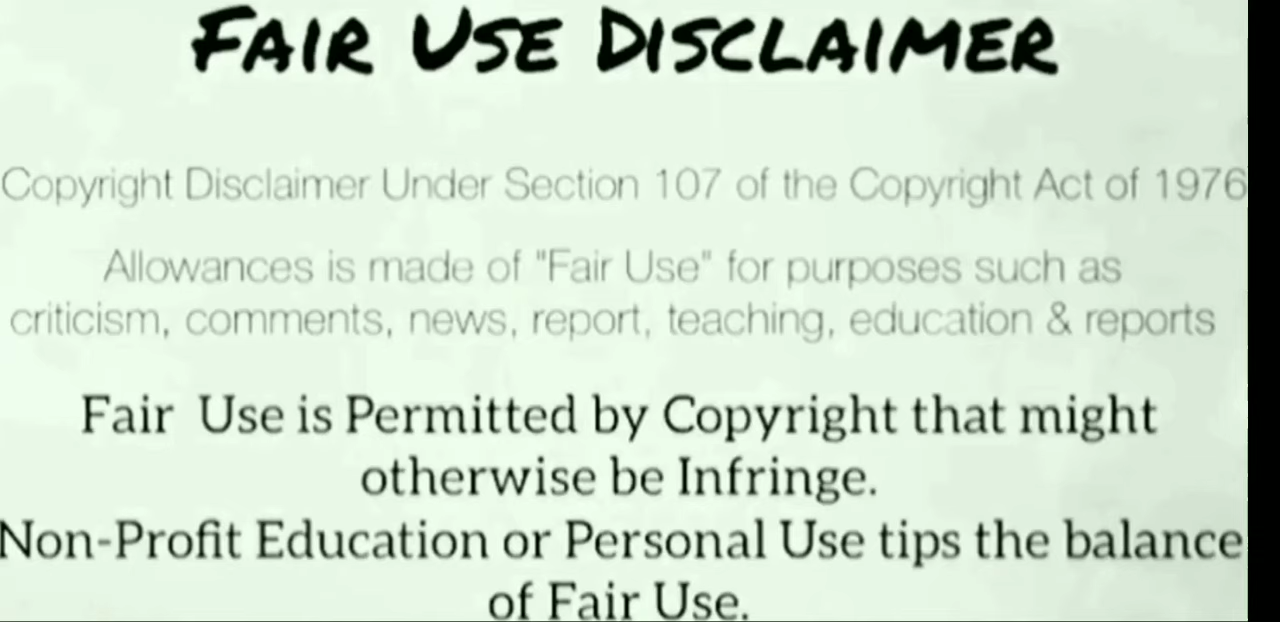 FAIR USE DISCLAIMER
Copyright Disclaimer Under Section 107 of the Copyright Act of 1976
Allowances is made of "Fair Use" for purposes such as
criticism, comments, news, report, teaching, education & reports
Fair Use is Permitted by Copyright that might
otherwise be Infringe.
Non-Profit Education or Personal Use tips the balance
of Fair Use.